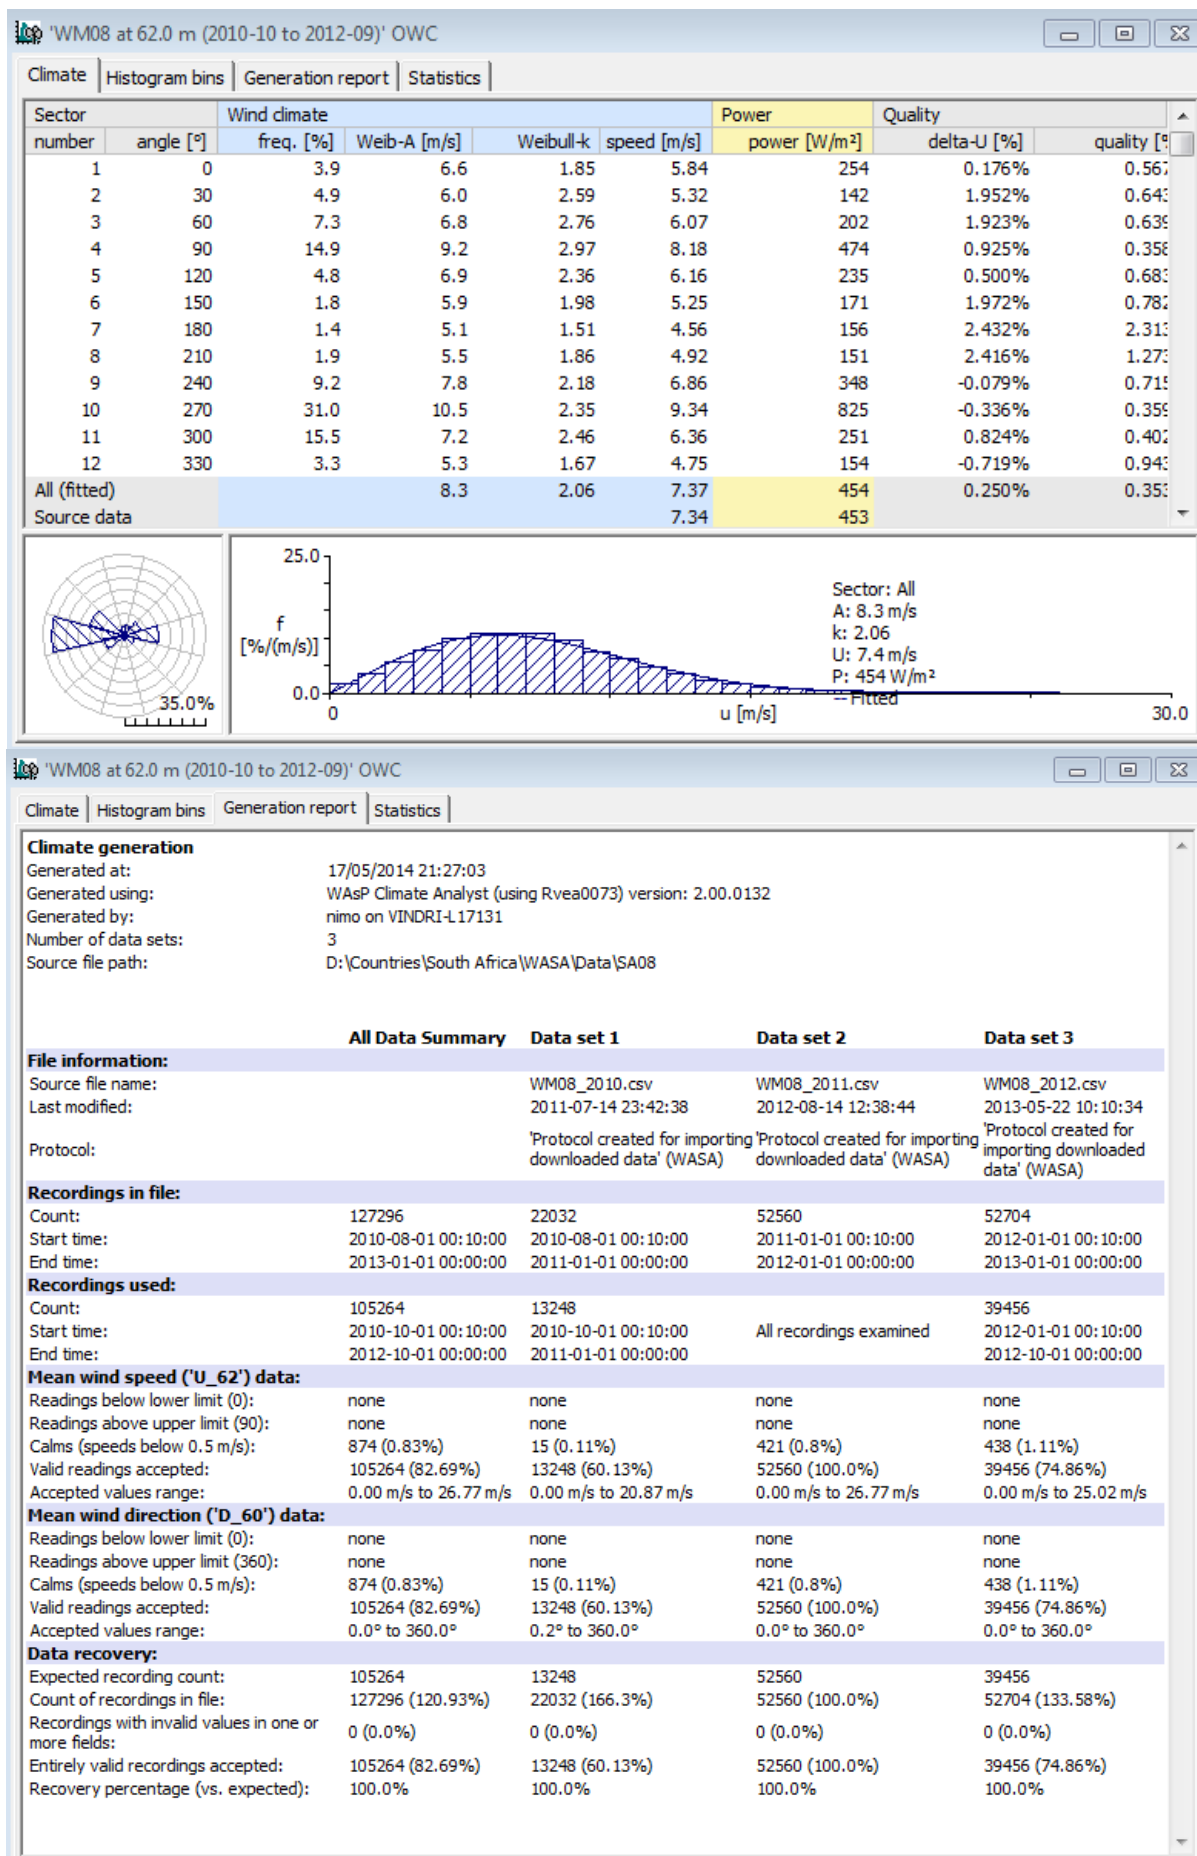 'WM08 at 62.0 m (2010-10 to 2012-09)' OWC
Climate Histogram bins Generation report Statistics
Sector Wind climate Power Quality
number angle [º] freq. [%] Weib-A [m/s] Weibull-k speed [m/s] power [W/m²] delta-U [%] quality [%
1 0 3.9 6.6 1.85 5.84 254 0.176% 0.567
2 30 4.9 6.0 2.59 5.32 142 1.952% 0.643
3 60 7.3 6.8 2.76 6.07 202 1.923% 0.639
4 90 14.9 9.2 2.97 8.18 474 0.925% 0.358
5 120 4.8 6.9 2.36 6.16 235 0.500% 0.683
6 150 1.8 5.9 1.98 5.25 171 1.972% 0.782
7 180 1.4 5.1 1.51 4.56 156 2.432% 2.313
8 210 1.9 5.5 1.86 4.92 151 2.416% 1.273
9 240 9.2 7.8 2.18 6.86 348 -0.079% 0.715
10 270 31.0 10.5 2.35 9.34 825 -0.336% 0.359
11 300 15.5 7.2 2.46 6.36 251 0.824% 0.402
12 330 3.3 5.3 1.67 4.75 154 -0.719% 0.943
All (fitted) 8.3 2.06 7.37 454 0.250% 0.353
Source data 7.34 453
35.0%
25.0
f
[%/(m/s)]
0.0
0 u [m/s] 30.0
Sector: All
A: 8.3 m/s
k: 2.06
U: 7.4 m/s
P: 454 W/m²
-- Fitted
'WM08 at 62.0 m (2010-10 to 2012-09)' OWC
Climate Histogram bins Generation report Statistics
Climate generation
Generated at: 17/05/2014 21:27:03
Generated using: WAsP Climate Analyst (using Rvea0073) version: 2.00.0132
Generated by: nimo on VINDRI-L17131
Number of data sets: 3
Source file path: D:\Countries\South Africa\WASA\Data\SA08
All Data Summary Data set 1 Data set 2 Data set 3
File information:
Source file name: WM08_2010.csv WM08_2011.csv WM08_2012.csv
Last modified: 2011-07-14 23:42:38 2012-08-14 12:38:44 2013-05-22 10:10:34
Protocol: 'Protocol created for importing downloaded data' (WASA) 'Protocol created for importing downloaded data' (WASA) 'Protocol created for importing downloaded data' (WASA)
Recordings in file:
Count: 127296 22032 52560 52704
Start time: 2010-08-01 00:10:00 2010-08-01 00:10:00 2011-01-01 00:10:00 2012-01-01 00:10:00
End time: 2013-01-01 00:00:00 2011-01-01 00:00:00 2012-01-01 00:00:00 2013-01-01 00:00:00
Recordings used:
Count: 105264 13248 39456
Start time: 2010-10-01 00:10:00 2010-10-01 00:10:00 All recordings examined 2012-01-01 00:10:00
End time: 2012-10-01 00:00:00 2011-01-01 00:00:00 2012-10-01 00:00:00
Mean wind speed ('U_62') data:
Readings below lower limit (0): none none none none
Readings above upper limit (90): none none none none
Calms (speeds below 0.5 m/s): 874 (0.83%) 15 (0.11%) 421 (0.8%) 438 (1.11%)
Valid readings accepted: 105264 (82.69%) 13248 (60.13%) 52560 (100.0%) 39456 (74.86%)
Accepted values range: 0.00 m/s to 26.77 m/s 0.00 m/s to 20.87 m/s 0.00 m/s to 26.77 m/s 0.00 m/s to 25.02 m/s
Mean wind direction ('D_60') data:
Readings below lower limit (0): none none none none
Readings above upper limit (360): none none none none
Calms (speeds below 0.5 m/s): 874 (0.83%) 15 (0.11%) 421 (0.8%) 438 (1.11%)
Valid readings accepted: 105264 (82.69%) 13248 (60.13%) 52560 (100.0%) 39456 (74.86%)
Accepted values range: 0.0° to 360.0° 0.2° to 360.0° 0.0° to 360.0° 0.0° to 360.0°
Data recovery:
Expected recording count: 105264 13248 52560 39456
Count of recordings in file: 127296 (120.93%) 22032 (166.3%) 52560 (100.0%) 52704 (133.58%)
Recordings with invalid values in one or more fields: 0 (0.0%) 0 (0.0%) 0 (0.0%) 0 (0.0%)
Entirely valid recordings accepted: 105264 (82.69%) 13248 (60.13%) 52560 (100.0%) 39456 (74.86%)
Recovery percentage (vs. expected): 100.0% 100.0% 100.0% 100.0%